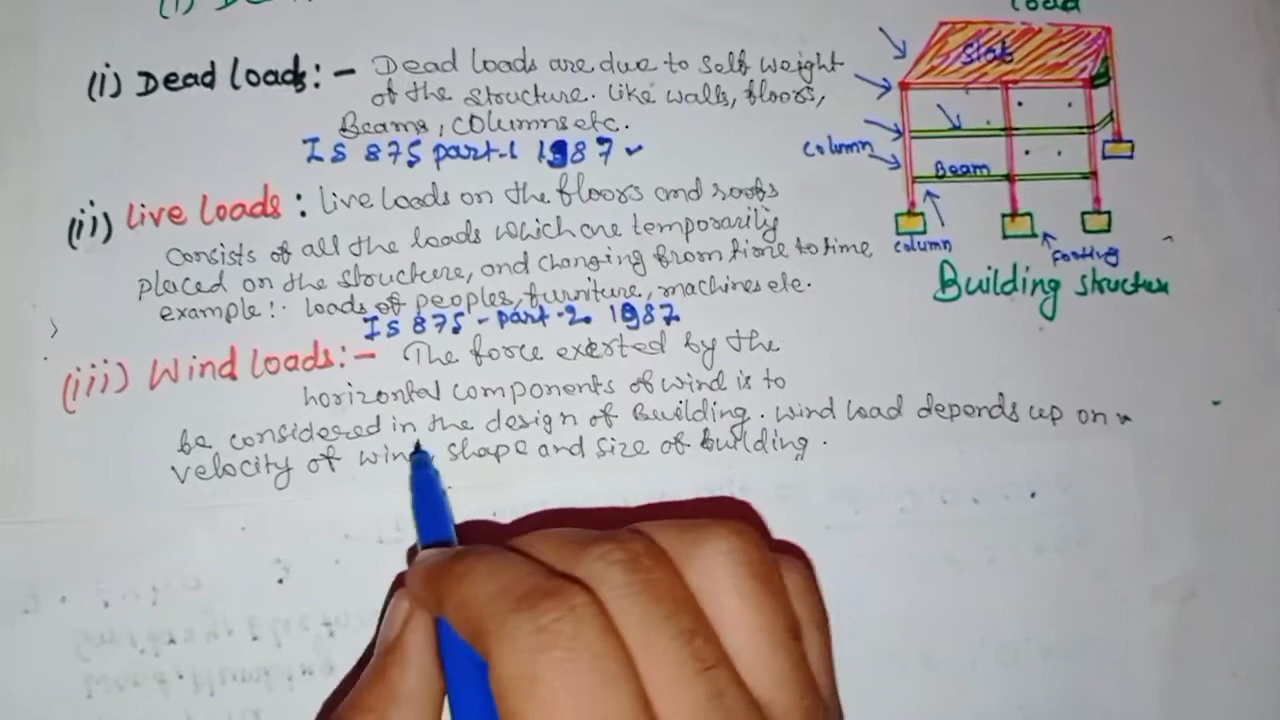 load
(i) Dead loads:- Dead loads are due to self weight
of the structure. like walls, floors,
Beams, columns etc.
IS 875 part-1 1987
(ii) Live loads: live loads on the floors and roofs
consists of all the loads which are temporarily
placed on the structure, and changing from time to time
example:- loads of peoples, furniture, machines etc.
IS 875 - part-2. 1987
(iii) Wind loads:- The force exerted by the
horizontal components of wind is to
be considered in the design of Building. wind load depends up on
velocity of wind, shape and size of building.
Slab
column
Beam
column
footing
Building structure